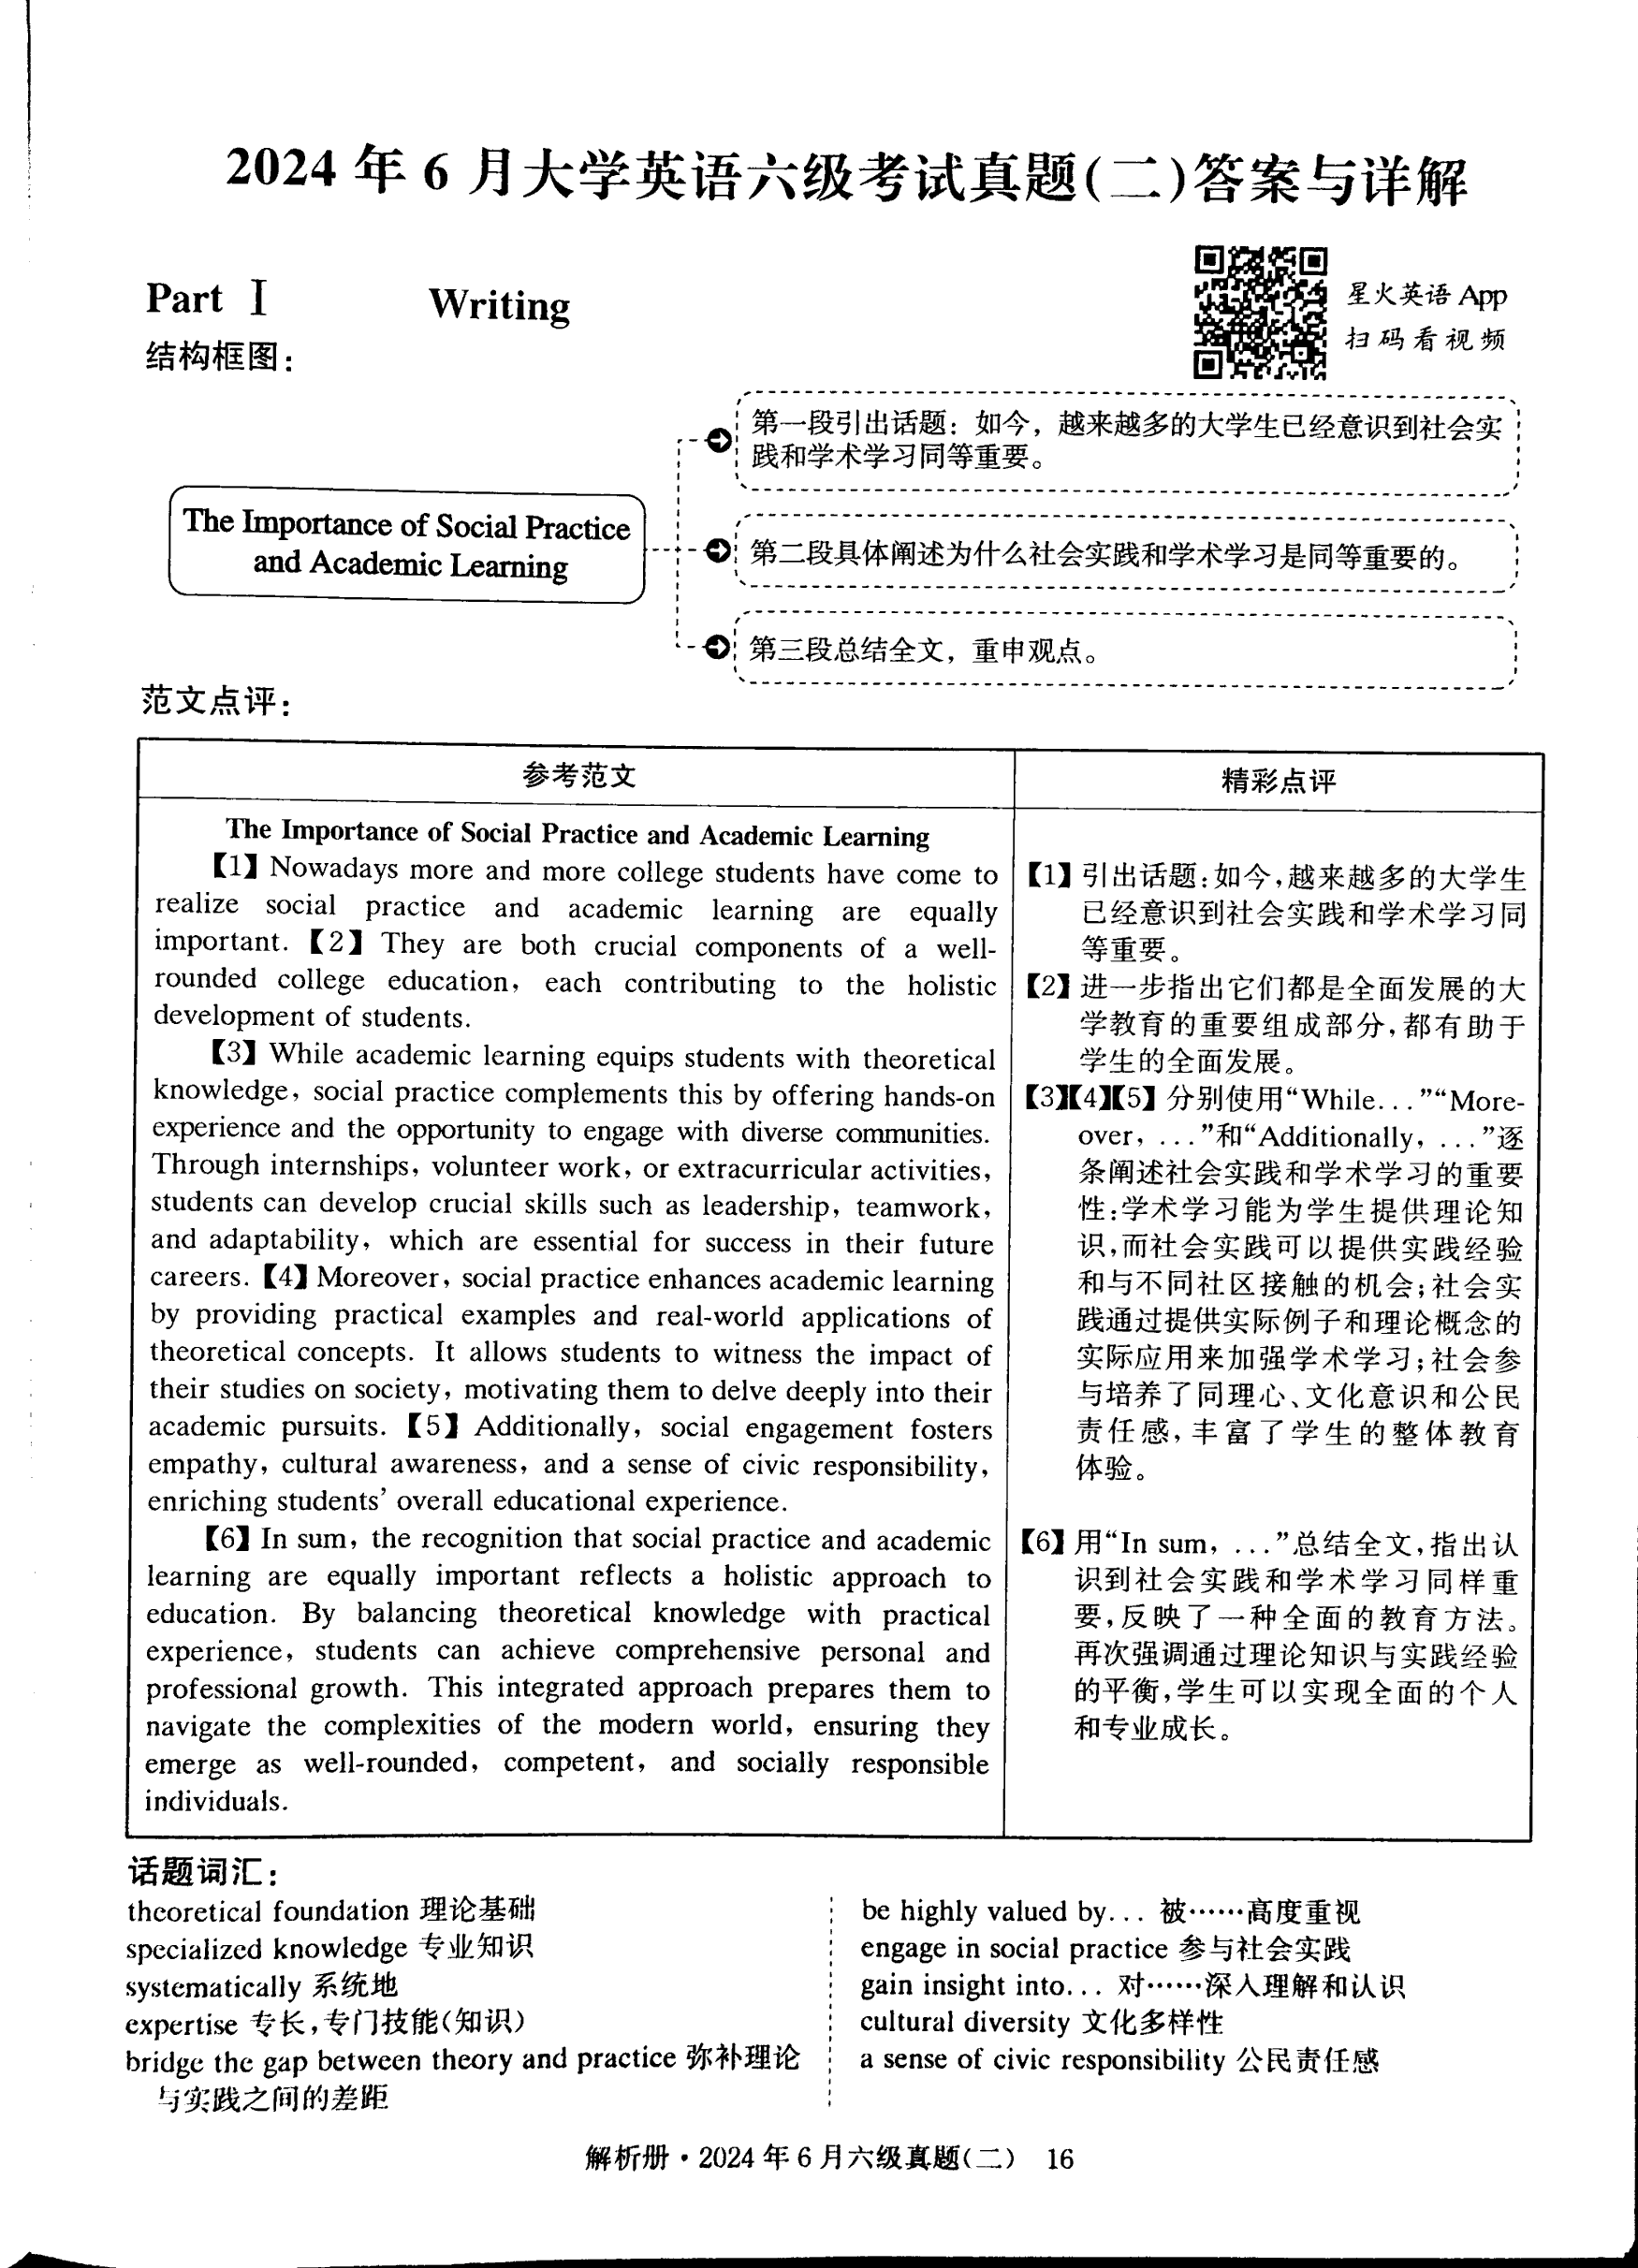 2024 年 6 月大学英语六级考试真题(二)答案与详解
Part Ⅰ Writing
星火英语 App
扫码看视频
结构框图:
第一段引出话题:如今,越来越多的大学生已经意识到社会实
践和学术学习同等重要。
The Importance of Social Practice
and Academic Learning
第二段具体阐述为什么社会实践和学术学习是同等重要的。
第三段总结全文,重申观点。
范文点评:
参考范文
The Importance of Social Practice and Academic Learning
【1】Nowadays more and more college students have come to
realize social practice and academic learning are equally
important. 【2】They are both crucial components of a well-
rounded college education, each contributing to the holistic
development of students.
【3】While academic learning equips students with theoretical
knowledge, social practice complements this by offering hands-on
experience and the opportunity to engage with diverse communities.
Through internships, volunteer work, or extracurricular activities,
students can develop crucial skills such as leadership, teamwork,
and adaptability, which are essential for success in their future
careers. 【4】Moreover, social practice enhances academic learning
by providing practical examples and real-world applications of
theoretical concepts. It allows students to witness the impact of
their studies on society, motivating them to delve deeply into their
academic pursuits. 【5】Additionally, social engagement fosters
empathy, cultural awareness, and a sense of civic responsibility,
enriching students' overall educational experience.
【6】In sum, the recognition that social practice and academic
learning are equally important reflects a holistic approach to
education. By balancing theoretical knowledge with practical
experience, students can achieve comprehensive personal and
professional growth. This integrated approach prepares them to
navigate the complexities of the modern world, ensuring they
emerge as well-rounded, competent, and socially responsible
individuals.
精彩点评
【1】引出话题:如今,越来越多的大学生
已经意识到社会实践和学术学习同
等重要。
【2】进一步指出它们都是全面发展的大
学教育的重要组成部分,都有助于
学生的全面发展。
【3】【4】【5】分别使用“While...”“More-
over, ...”和“Additionally, ...”逐
条阐述社会实践和学术学习的重要
性:学术学习能为学生提供理论知
识,而社会实践可以提供实践经验
和与不同社区接触的机会;社会实
践通过提供实际例子和理论概念的
实际应用来加强学术学习;社会参
与培养了同理心、文化意识和公民
责任感,丰富了学生的整体教育
体验。
【6】用“In sum, ...”总结全文,指出认
识到社会实践和学术学习同样重
要,反映了一种全面的教育方法。
再次强调通过理论知识与实践经验
的平衡,学生可以实现全面的个人
和专业成长。
话题词汇:
theoretical foundation 理论基础
specialized knowledge 专业知识
systematically 系统地
expertise 专长,专门技能(知识)
bridge the gap between theory and practice 弥补理论
与实践之间的差距
be highly valued by... 被……高度重视
engage in social practice 参与社会实践
gain insight into... 对……深入理解和认识
cultural diversity 文化多样性
a sense of civic responsibility 公民责任感
解析册·2024 年 6 月六级真题(二) 16